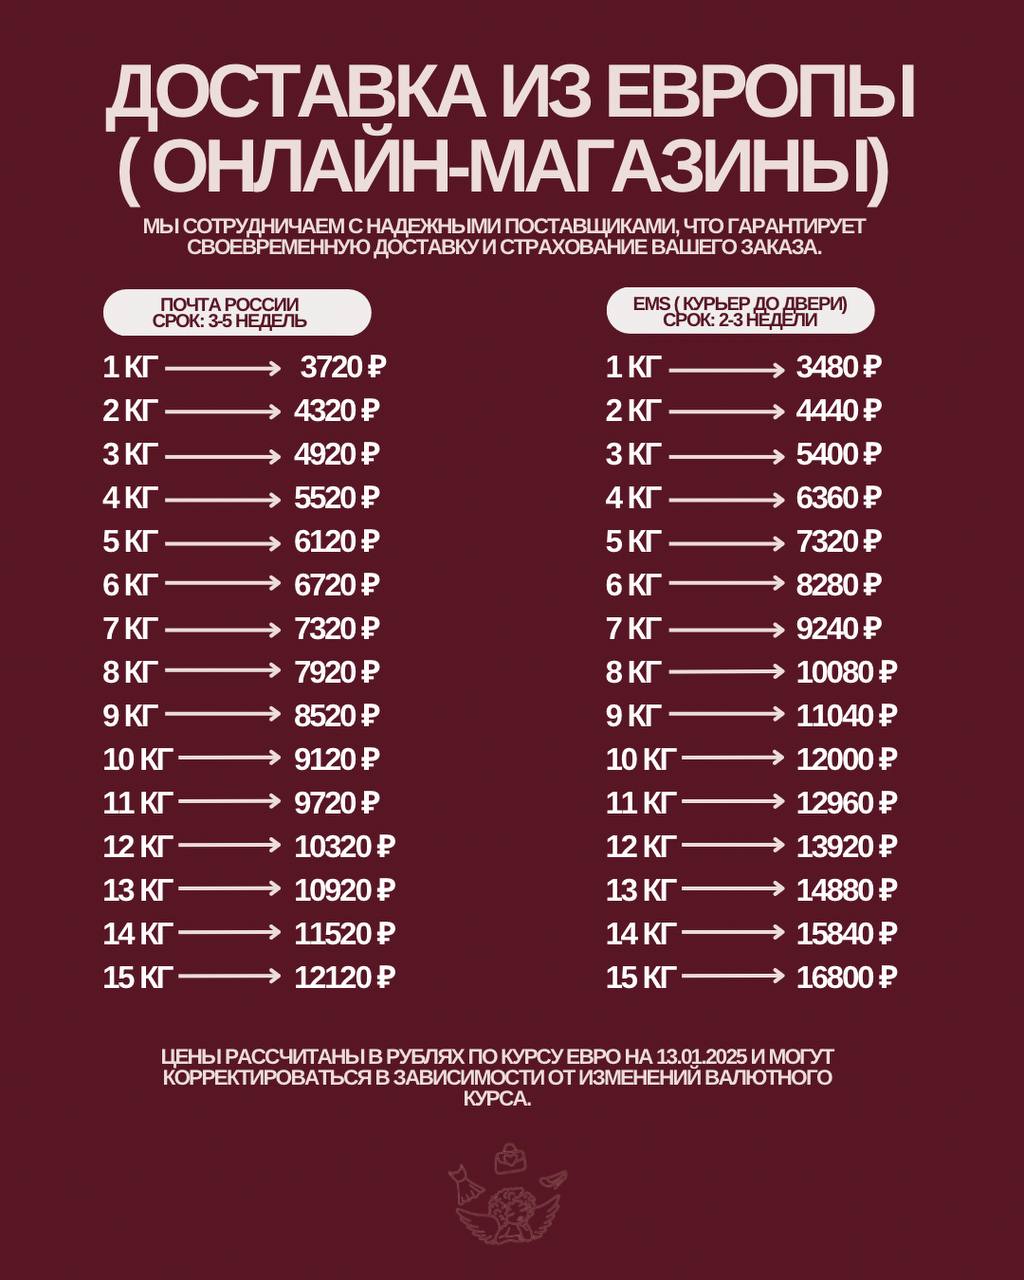 ДОСТАВКА ИЗ ЕВРОПЫ
( ОНЛАЙН-МАГАЗИНЫ)
МЫ СОТРУДНИЧАЕМ С НАДЕЖНЫМИ ПОСТАВЩИКАМИ, ЧТО ГАРАНТИРУЕТ
СВОЕВРЕМЕННУЮ ДОСТАВКУ И СТРАХОВАНИЕ ВАШЕГО ЗАКАЗА.
ПОЧТА РОССИИ
СРОК: 3-5 НЕДЕЛЬ
1 КГ → 3720 ₽
2 КГ → 4320 ₽
3 КГ → 4920 ₽
4 КГ → 5520 ₽
5 КГ → 6120 ₽
6 КГ → 6720 ₽
7 КГ → 7320 ₽
8 КГ → 7920 ₽
9 КГ → 8520 ₽
10 КГ → 9120 ₽
11 КГ → 9720 ₽
12 КГ → 10320 ₽
13 КГ → 10920 ₽
14 КГ → 11520 ₽
15 КГ → 12120 ₽
EMS ( КУРЬЕР ДО ДВЕРИ)
СРОК: 2-3 НЕДЕЛИ
1 КГ → 3480 ₽
2 КГ → 4440 ₽
3 КГ → 5400 ₽
4 КГ → 6360 ₽
5 КГ → 7320 ₽
6 КГ → 8280 ₽
7 КГ → 9240 ₽
8 КГ → 10080 ₽
9 КГ → 11040 ₽
10 КГ → 12000 ₽
11 КГ → 12960 ₽
12 КГ → 13920 ₽
13 КГ → 14880 ₽
14 КГ → 15840 ₽
15 КГ → 16800 ₽
ЦЕНЫ РАССЧИТАНЫ В РУБЛЯХ ПО КУРСУ ЕВРО НА 13.01.2025 И МОГУТ
КОРРЕКТИРОВАТЬСЯ В ЗАВИСИМОСТИ ОТ ИЗМЕНЕНИЙ ВАЛЮТНОГО
КУРСА.